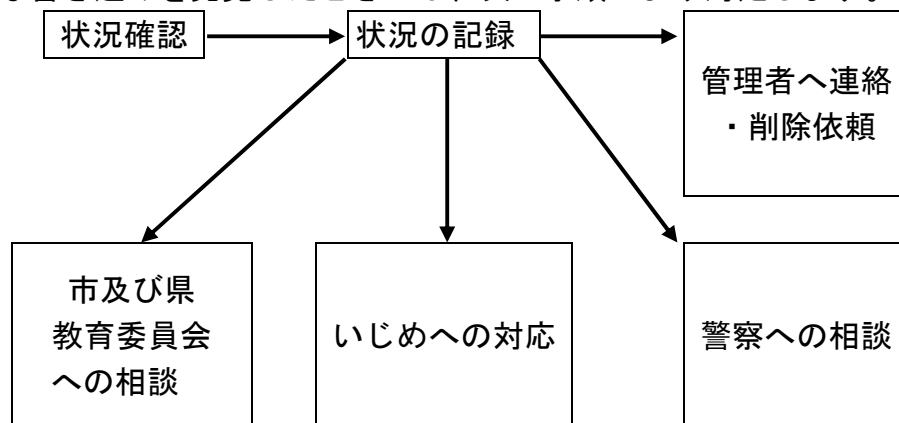 状況確認
状況の記録
管理者へ連絡
・削除依頼
市及び県
教育委員会
への相談
いじめへの対応
警察への相談